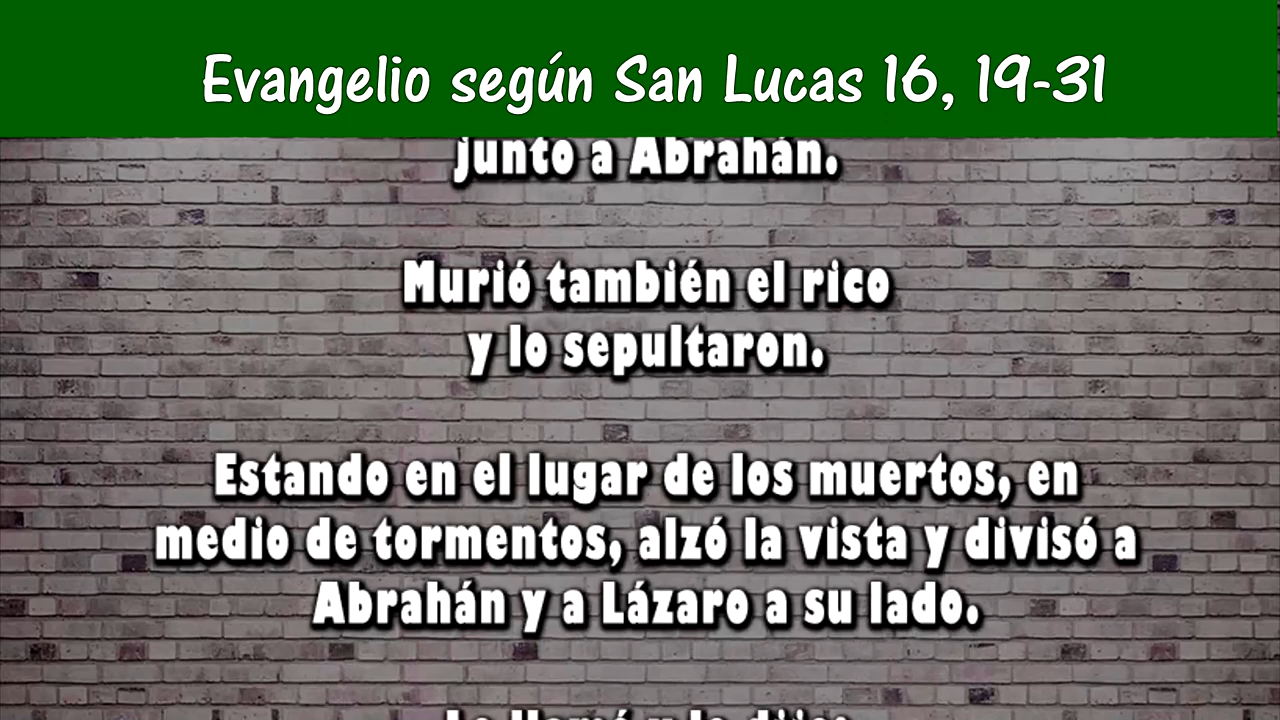 Evangelio según San Lucas 16, 19-31
junto a Abrahán.
Murió también el rico
y lo sepultaron.
Estando en el lugar de los muertos, en
medio de tormentos, alzó la vista y divisó a
Abrahán y a Lázaro a su lado.